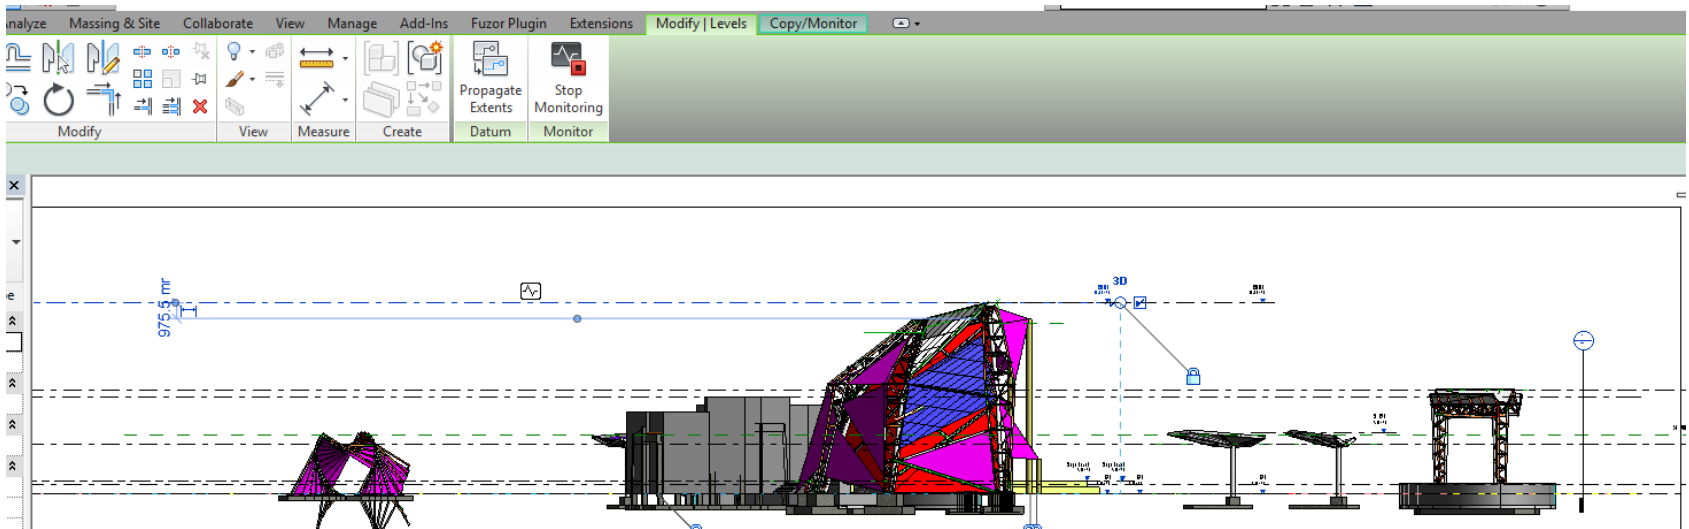 Analyze Massing & Site Collaborate View Manage Add-Ins Fuzor Plugin Extensions Modify | Levels Copy/Monitor
Propagate Extents
Stop Monitoring
Modify View Measure Create Datum Monitor
975.5 mr
3D